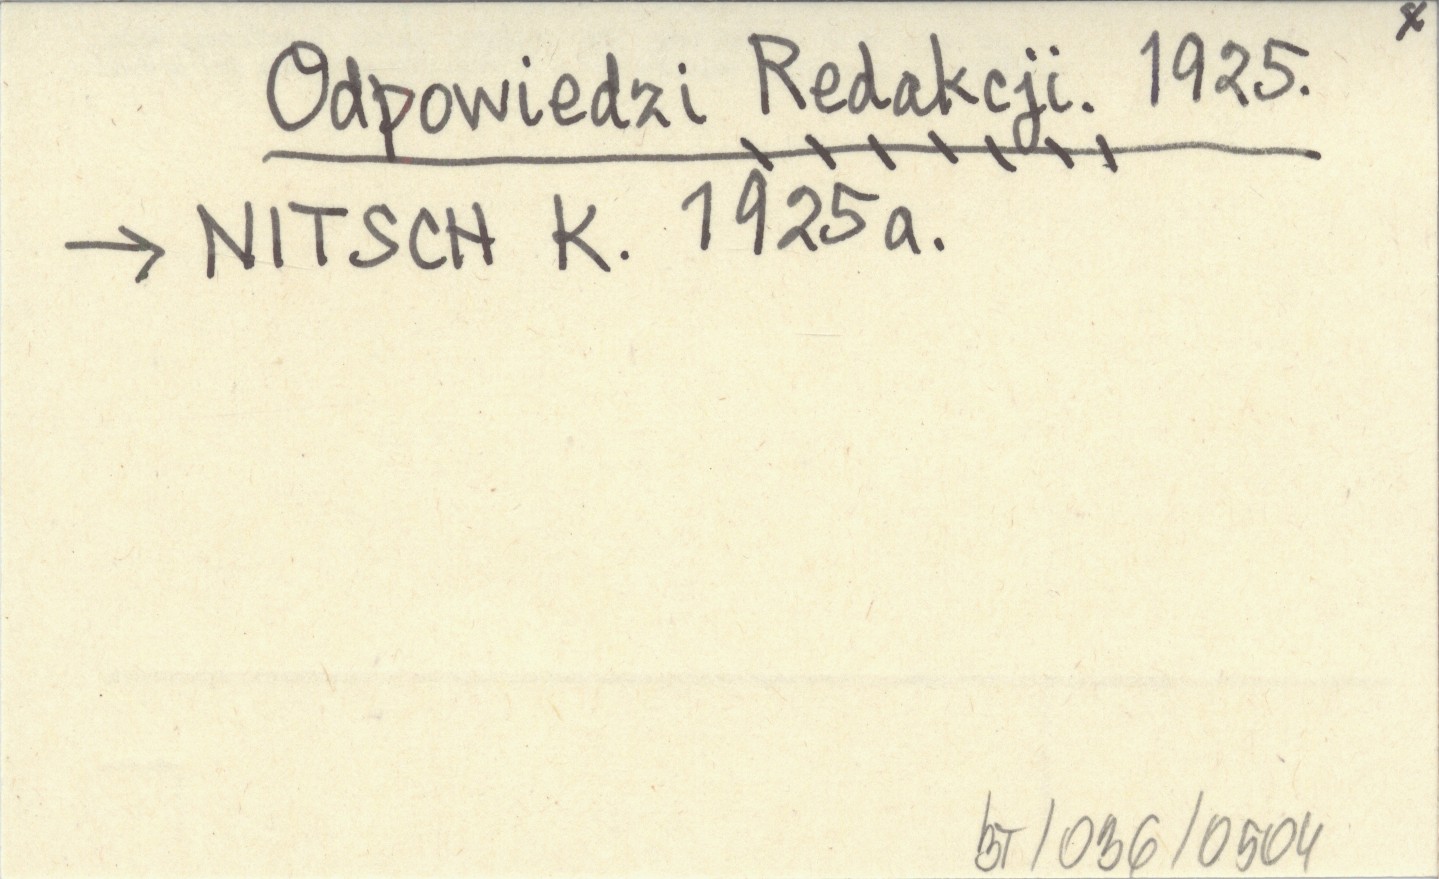 x
Odpowiedzi Redakcji. 1925.
→ NITSCH K. 1925a.
BT/036/0504